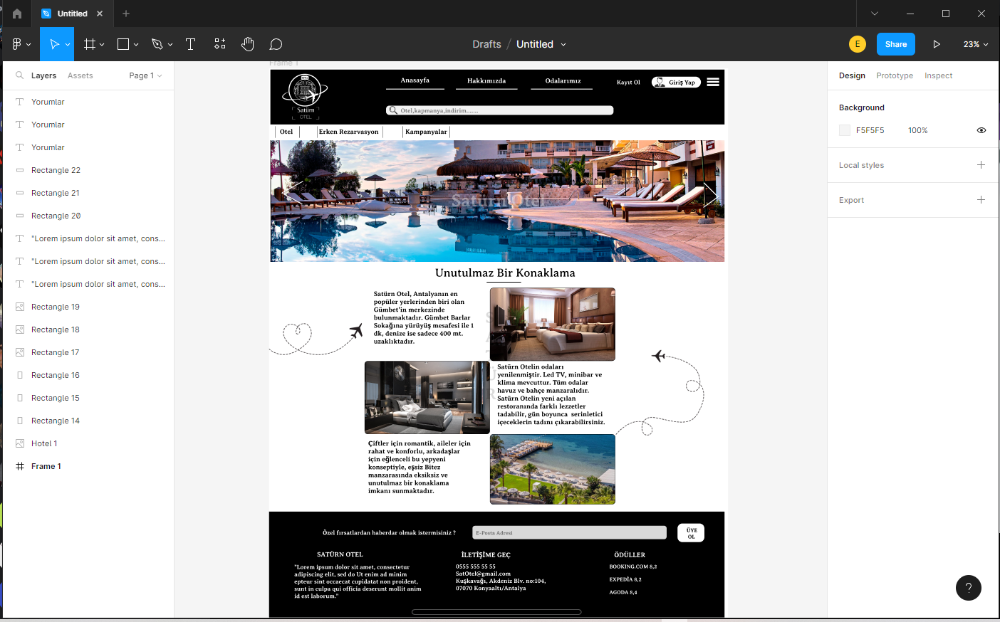 Untitled
Drafts / Untitled
E
Share
23%
Layers
Assets
Page 1
Yorumlar
Yorumlar
Yorumlar
Rectangle 22
Rectangle 21
Rectangle 20
"Lorem ipsum dolor sit amet, cons...
"Lorem ipsum dolor sit amet, cons...
"Lorem ipsum dolor sit amet, cons...
Rectangle 19
Rectangle 18
Rectangle 17
Rectangle 16
Rectangle 15
Rectangle 14
Hotel 1
Frame 1
Frame 1
Satürn
OTEL
Anasayfa
Hakkımızda
Odalarımız
Kayıt Ol
Giriş Yap
Otel,kapmanya,indirim.......
Otel
Erken Rezarvasyon
Kampanyalar
Satürn Otel
Unutulmaz Bir Konaklama
Satürn Otel, Antalyanın en
popüler yerlerinden biri olan
Gümbet'in merkezinde
bulunmaktadır. Gümbet Barlar
Sokağına yürüyüş mesafesi ile 1
dk, denize ise sadece 400 mt.
uzaklıktadır.
S
A
T
Ü
R
Satürn Otelin odaları
yenilenmiştir. Led TV, minibar ve
klima mevcuttur. Tüm odalar
havuz ve bahçe manzaralıdır.
Satürn Otelin yeni açılan
restoranında farklı lezzetler
tadabilir, gün boyunca serinletici
içeceklerin tadını çıkarabilirsiniz.
Çiftler için romantik, aileler için
rahat ve konforlu, arkadaşlar
için eğlenceli bu yepyeni
konseptiyle, eşsiz Bitez
manzarasında eksiksiz ve
unutulmaz bir konaklama
imkanı sunmaktadır.
Özel fırsatlardan haberdar olmak istermisiniz ?
E-Posta Adresi
ÜYE
OL
SATÜRN OTEL
"Lorem ipsum dolor sit amet, consectetur
adipiscing elit, sed do Ut enim ad minim
epteur sint occaecat cupidatat non proident,
sunt in culpa qui officia deserunt mollit anim
id est laborum."
İLETİŞİME GEÇ
0555 555 55 55
SatOtel@gmail.com
Kuşkavağı, Akdeniz Blv. no:104,
07070 Konyaaltı/Antalya
ÖDÜLLER
BOOKING.COM 8,2
EXPEDİA 8,2
AGODA 8,4
Design
Prototype
Inspect
Background
F5F5F5
100%
Local styles
Export
?